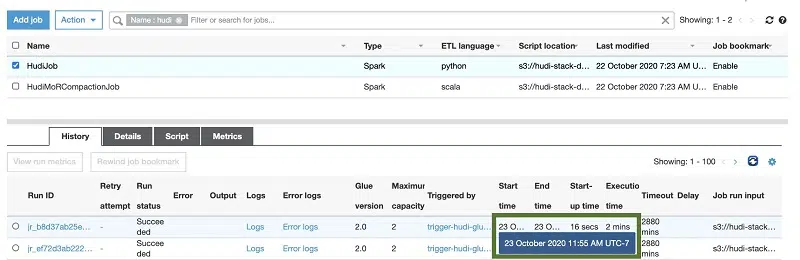 Add job Action Name : hudi Filter or search for jobs... Showing: 1 - 2
Name Type ETL language Script location Last modified Job bookmark
HudiJob Spark python s3://hudi-stack-d... 22 October 2020 7:23 AM U... Enable
HudiMoRCompactionJob Spark scala s3://hudi-stack-d... 22 October 2020 7:23 AM U... Enable
History Details Script Metrics
View run metrics Rewind job bookmark Showing: 1 - 100
Run ID Retry attempt Run status Error Output Logs Error logs Glue version Maximum capacity Triggered by Start time End time Start-up time Executio time Timeout Delay Job run input
jr_b8d37ab25e... - Succee ded Logs Error logs 2.0 2 trigger-hudi-glu... 23 O... 23 O... 16 secs 2 mins 2880 mins s3://hudi-stack...
23 October 2020 11:55 AM UTC-7
jr_ef72d3ab222... - Succee ded Logs Error logs 2.0 2 trigger-hudi-glu... 2880 mins s3://hudi-stack...